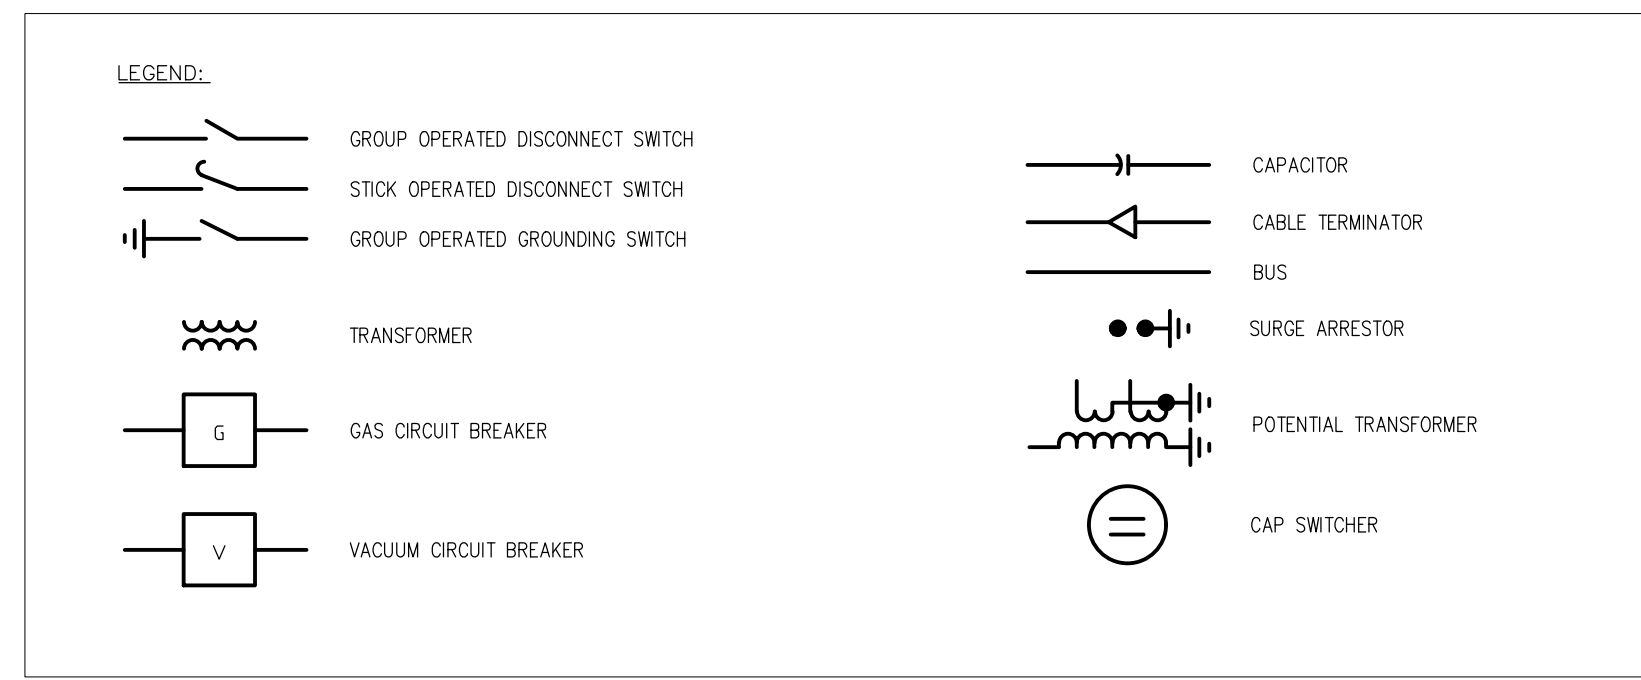 LEGEND:
GROUP OPERATED DISCONNECT SWITCH
STICK OPERATED DISCONNECT SWITCH
GROUP OPERATED GROUNDING SWITCH
TRANSFORMER
G
GAS CIRCUIT BREAKER
V
VACUUM CIRCUIT BREAKER
CAPACITOR
CABLE TERMINATOR
BUS
SURGE ARRESTOR
POTENTIAL TRANSFORMER
CAP SWITCHER